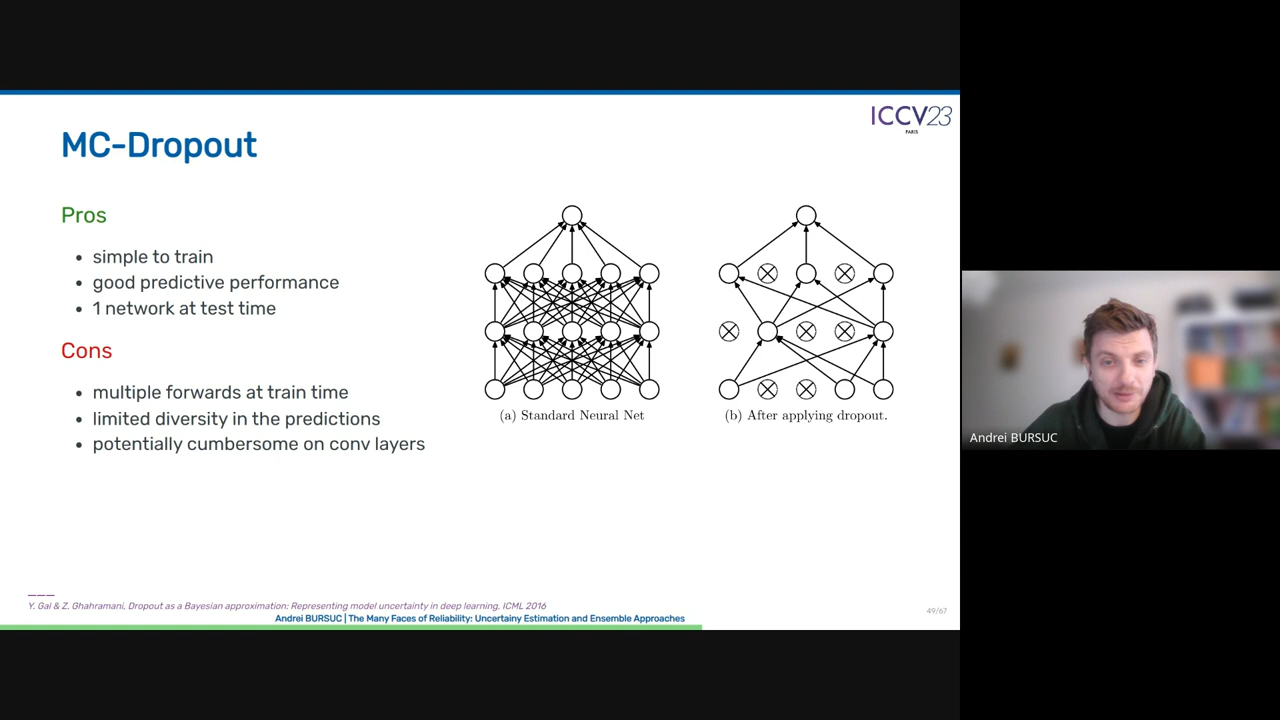 ICCV23
PARIS
MC-Dropout
Pros
• simple to train
• good predictive performance
• 1 network at test time
Cons
• multiple forwards at train time
• limited diversity in the predictions
• potentially cumbersome on conv layers
(a) Standard Neural Net
(b) After applying dropout.
Y. Gal & Z. Ghahramani, Dropout as a Bayesian approximation: Representing model uncertainty in deep learning, ICML 2016
Andrei BURSUC | The Many Faces of Reliability: Uncertainy Estimation and Ensemble Approaches
49/67
Andrei BURSUC